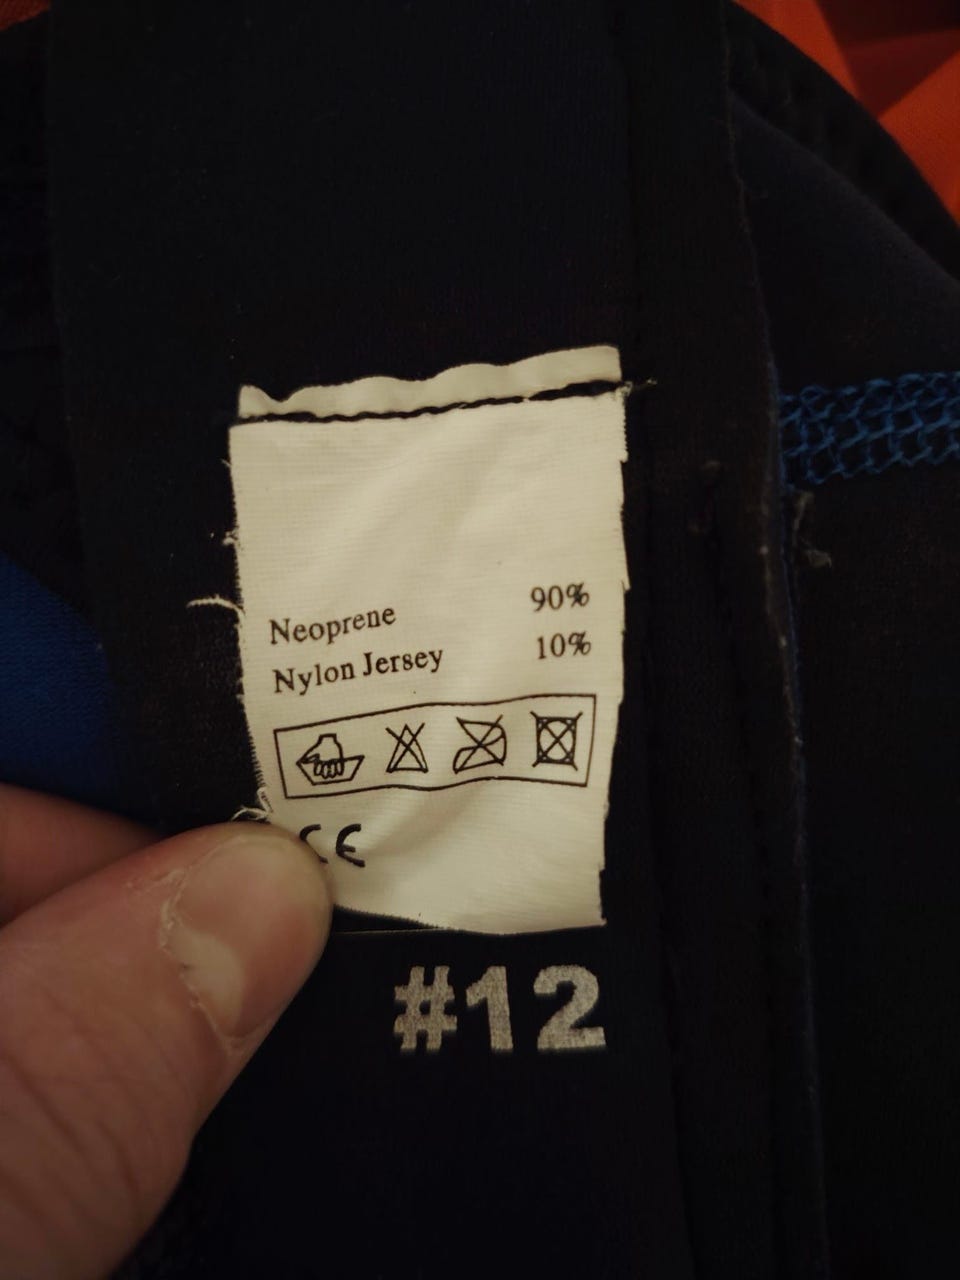 Neoprene 90%
Nylon Jersey 10%
CE
#12